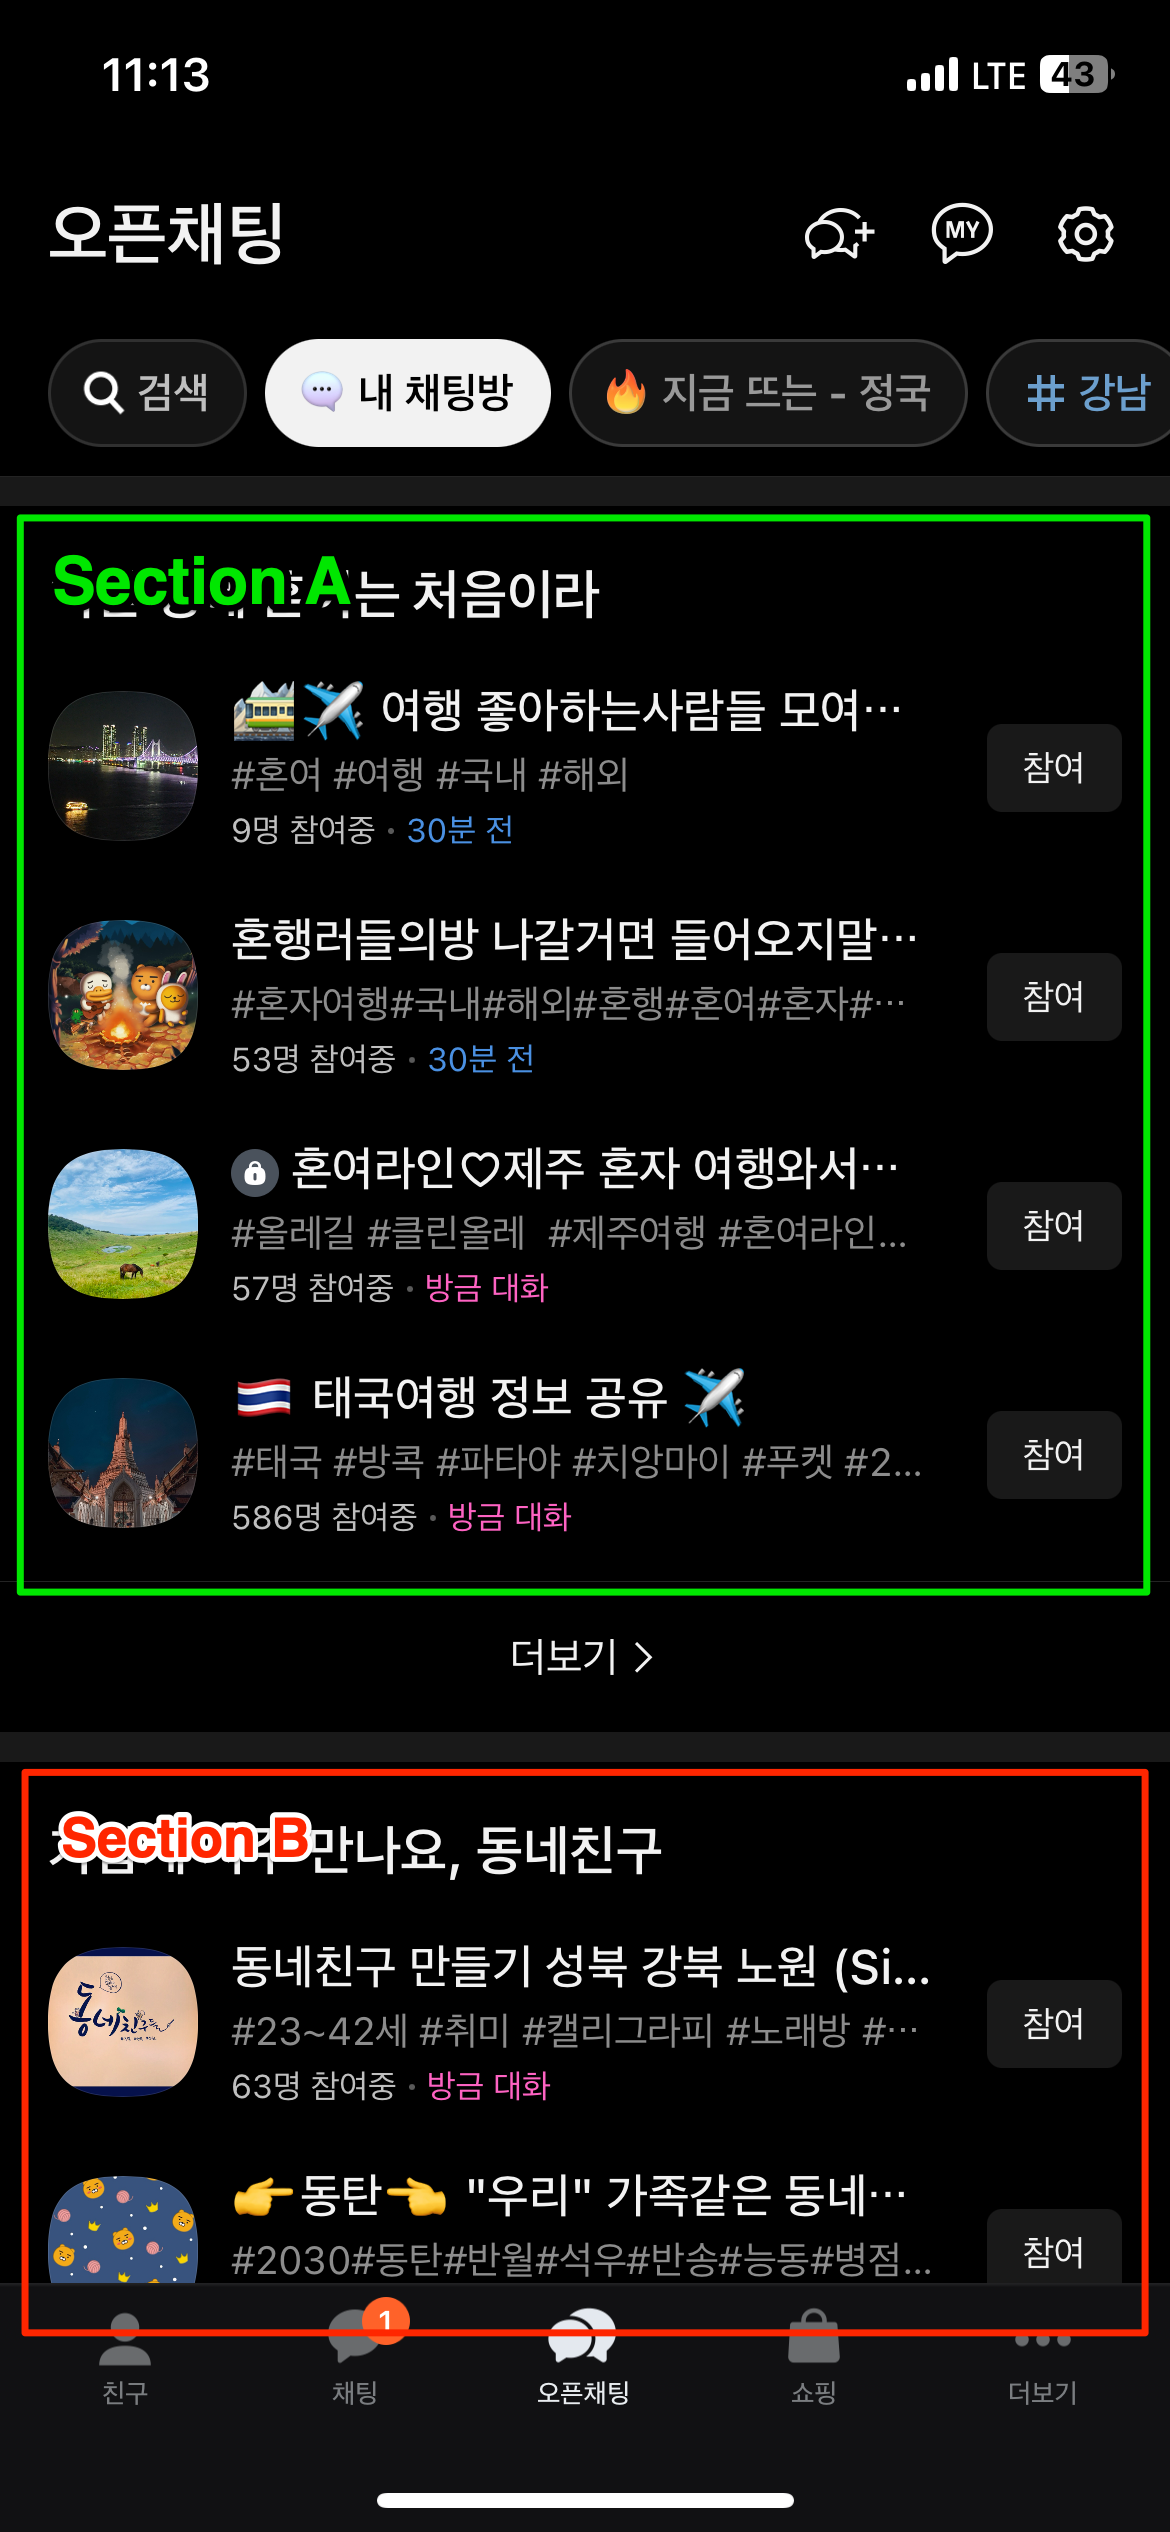 11:13
LTE 43
오픈채팅
MY
검색
내 채팅방
지금 뜨는 - 정국
# 강남
Section A
는 처음이라
여행 좋아하는사람들 모여…
#혼여 #여행 #국내 #해외
9명 참여중 · 30분 전
참여
혼행러들의방 나갈거면 들어오지말…
#혼자여행#국내#해외#혼행#혼여#혼자#…
53명 참여중 · 30분 전
참여
혼여라인♡제주 혼자 여행와서…
#올레길 #클린올레 #제주여행 #혼여라인...
57명 참여중 · 방금 대화
참여
🇹🇭 태국여행 정보 공유 ✈️
#태국 #방콕 #파타야 #치앙마이 #푸켓 #2...
586명 참여중 · 방금 대화
참여
더보기 >
Section B
만나요, 동네친구
동네친구들
동네친구 만들기 성북 강북 노원 (Si...
#23~42세 #취미 #캘리그라피 #노래방 #…
63명 참여중 · 방금 대화
참여
👉동탄👈 "우리" 가족같은 동네…
#2030#동탄#반월#석우#반송#능동#병점...
참여
1
친구
채팅
오픈채팅
쇼핑
더보기